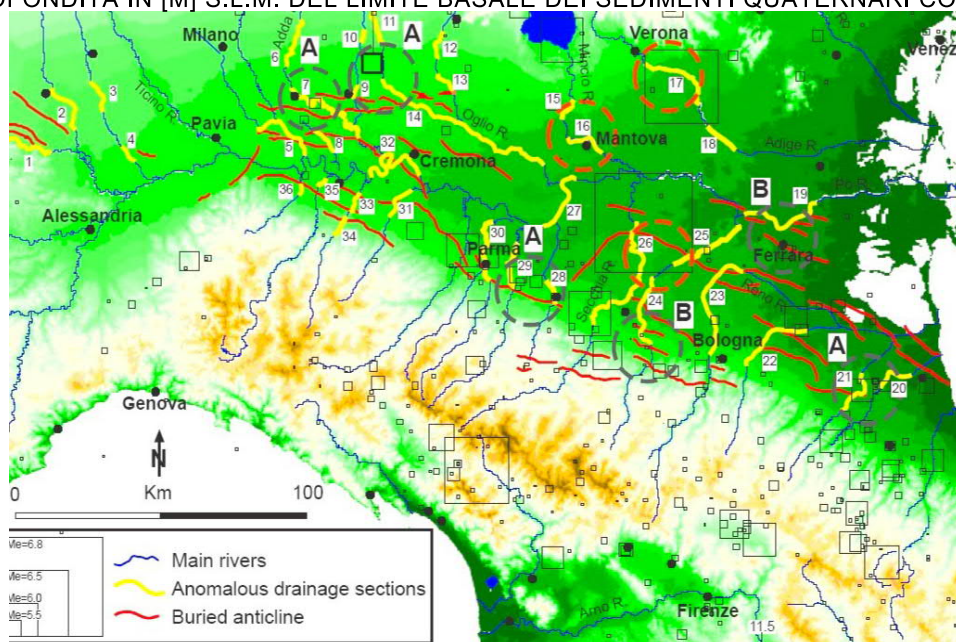 OFONDITÀ IN [M] S.L.M. DEL LIMITE BASALE DEI SEDIMENTI QUATERNARI CO
Milano
Adda
6
A
10
11
A
12
13
Mincio R.
Verona
17
Venez
2
3
Ticino R.
7
9
14
15
16
Mantova
18
Adige R.
Oglio R.
1
4
Pavia
5
8
32
Cremona
36
35
33
31
34
27
B
19
Po R.
Alessandria
30
Parma
A
29
28
26
25
Ferrara
Secchia R.
24
B
23
Reno R.
Bologna
22
A
21
20
Genova
N
0
Km
100
Me=6.8
Me=6.5
Me=6.0
Me=5.5
Main rivers
Anomalous drainage sections
Buried anticline
Arno R.
Firenze
11.5